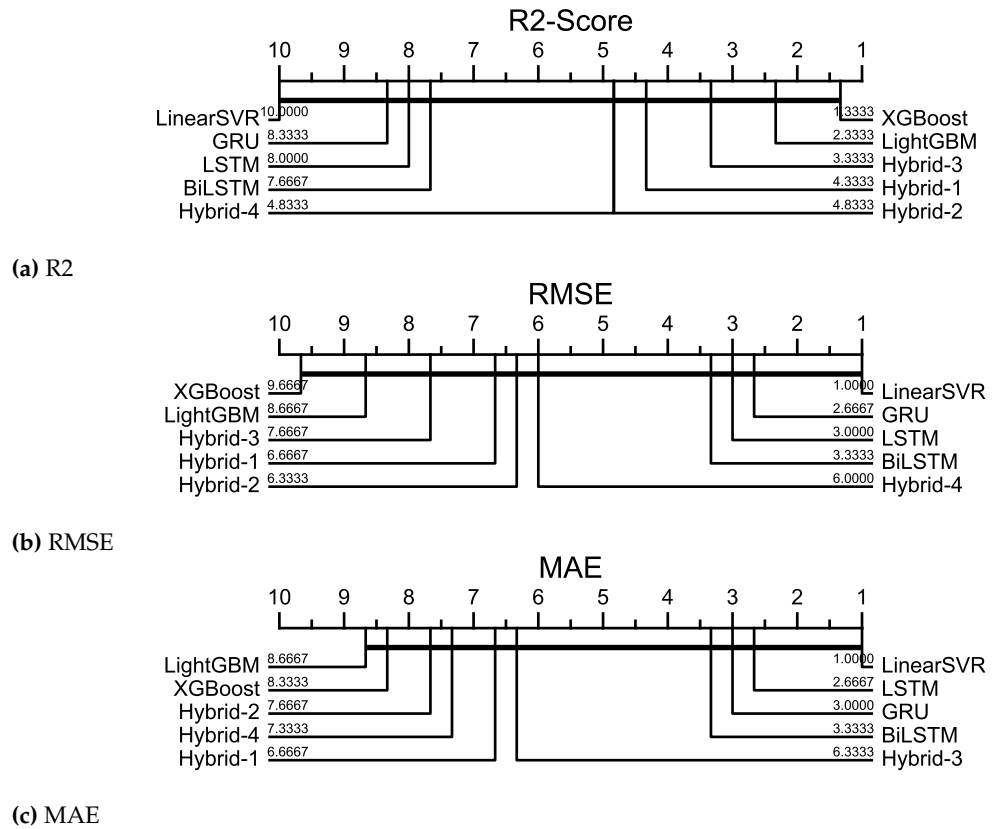 R2-Score
10 9 8 7 6 5 4 3 2 1
LinearSVR 10.0000 1.3333 XGBoost
GRU 8.3333 2.3333 LightGBM
LSTM 8.0000 3.3333 Hybrid-3
BiLSTM 7.6667 4.3333 Hybrid-1
Hybrid-4 4.8333 4.8333 Hybrid-2
(a) R2
RMSE
10 9 8 7 6 5 4 3 2 1
XGBoost 9.6667 1.0000 LinearSVR
LightGBM 8.6667 2.6667 GRU
Hybrid-3 7.6667 3.0000 LSTM
Hybrid-1 6.6667 3.3333 BiLSTM
Hybrid-2 6.3333 6.0000 Hybrid-4
(b) RMSE
MAE
10 9 8 7 6 5 4 3 2 1
LightGBM 8.6667 1.0000 LinearSVR
XGBoost 8.3333 2.6667 LSTM
Hybrid-2 7.6667 3.0000 GRU
Hybrid-4 7.3333 3.3333 BiLSTM
Hybrid-1 6.6667 6.3333 Hybrid-3
(c) MAE